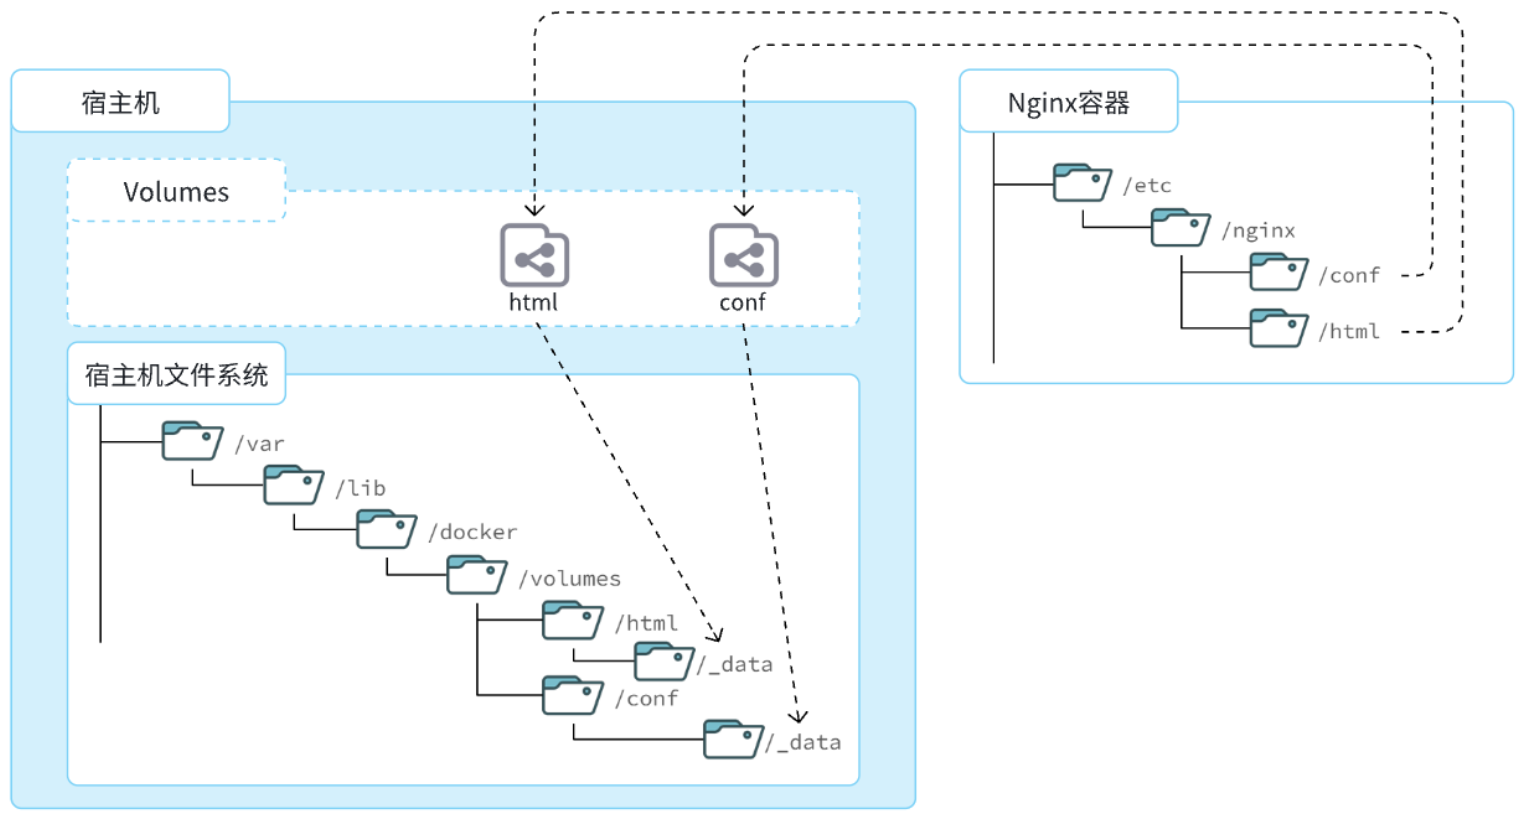 宿主机
Volumes
html
conf
宿主机文件系统
/var
/lib
/docker
/volumes
/html
/_data
/conf
/_data
Nginx容器
/etc
/nginx
/conf
/html